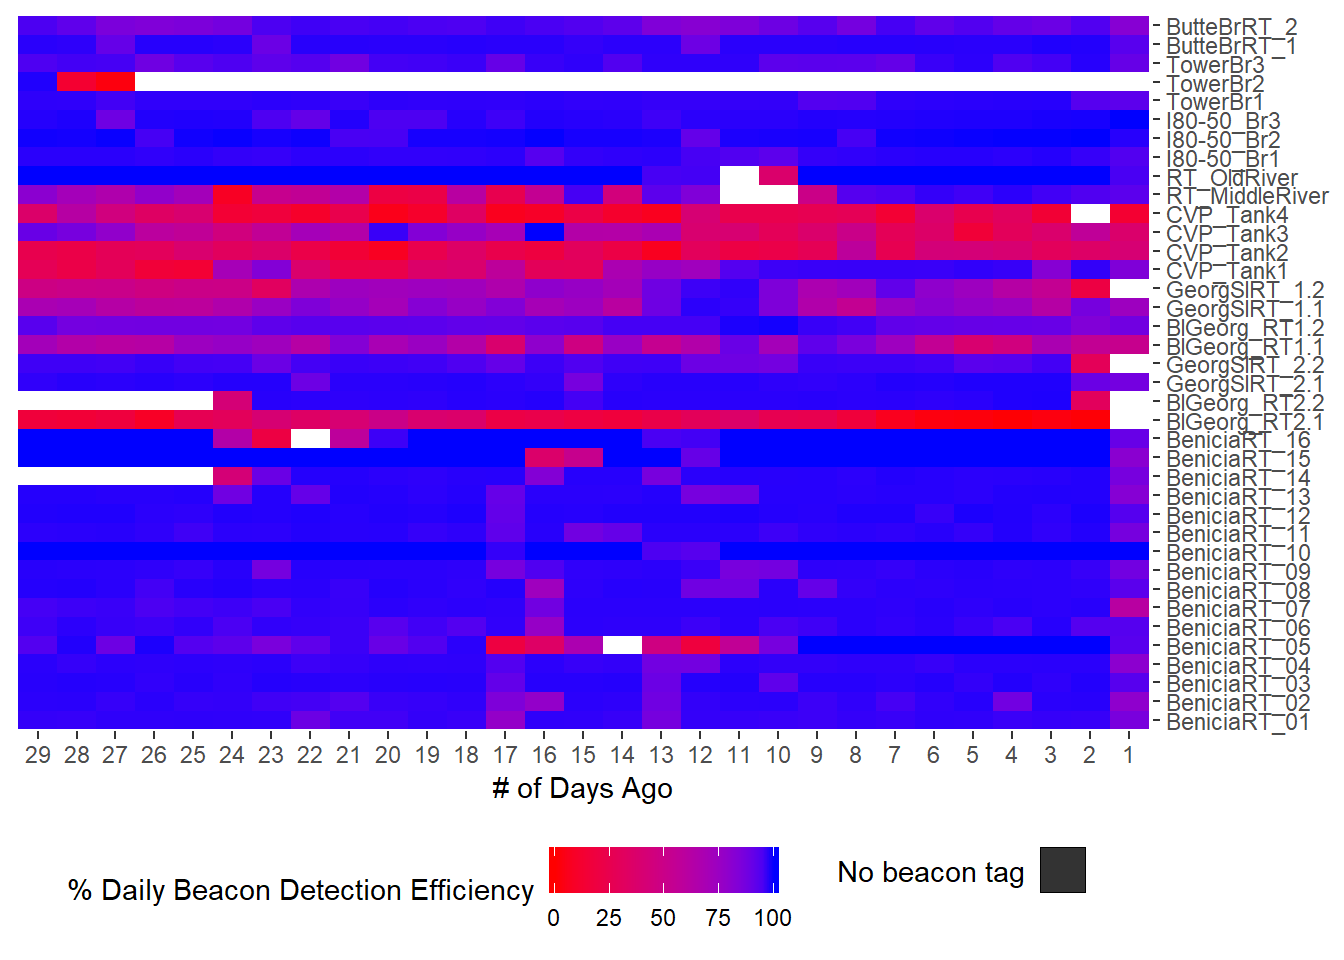 ButteBrRT_2
ButteBrRT_1
TowerBr3
TowerBr2
TowerBr1
I80-50_Br3
I80-50_Br2
I80-50_Br1
RT_OldRiver
RT_MiddleRiver
CVP_Tank4
CVP_Tank3
CVP_Tank2
CVP_Tank1
GeorgSlRT_1.2
GeorgSlRT_1.1
BlGeorg_RT1.2
BlGeorg_RT1.1
GeorgSlRT_2.2
GeorgSlRT_2.1
BlGeorg_RT2.2
BlGeorg_RT2.1
BeniciaRT_16
BeniciaRT_15
BeniciaRT_14
BeniciaRT_13
BeniciaRT_12
BeniciaRT_11
BeniciaRT_10
BeniciaRT_09
BeniciaRT_08
BeniciaRT_07
BeniciaRT_06
BeniciaRT_05
BeniciaRT_04
BeniciaRT_03
BeniciaRT_02
BeniciaRT_01
29 28 27 26 25 24 23 22 21 20 19 18 17 16 15 14 13 12 11 10 9 8 7 6 5 4 3 2 1
# of Days Ago
% Daily Beacon Detection Efficiency
0 25 50 75 100
No beacon tag